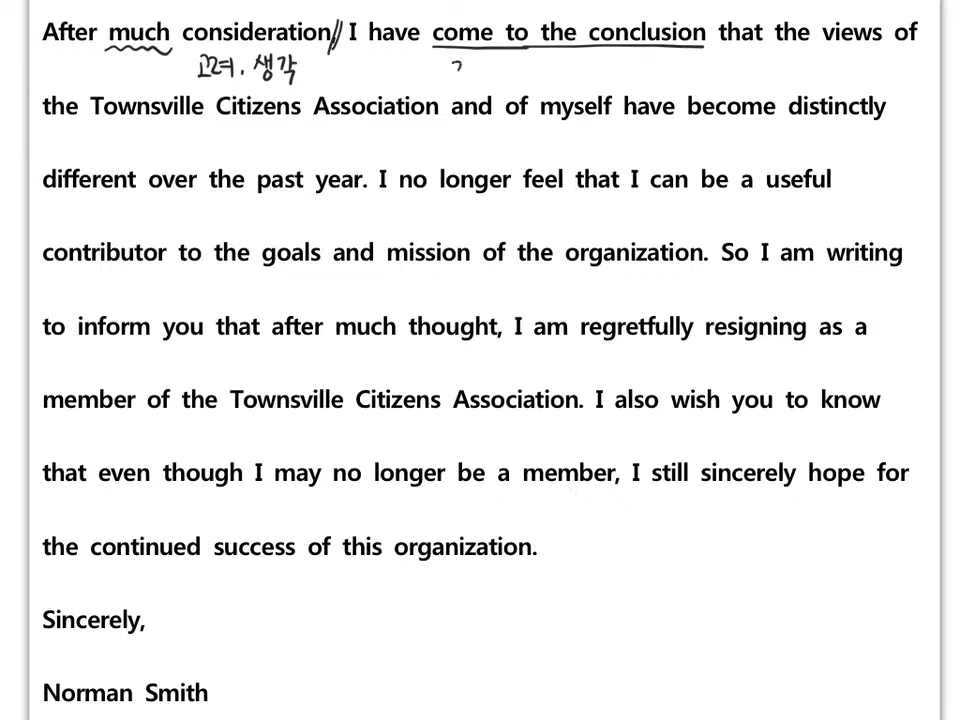 After much consideration, I have come to the conclusion that the views of
고려. 생각
the Townsville Citizens Association and of myself have become distinctly
different over the past year. I no longer feel that I can be a useful
contributor to the goals and mission of the organization. So I am writing
to inform you that after much thought, I am regretfully resigning as a
member of the Townsville Citizens Association. I also wish you to know
that even though I may no longer be a member, I still sincerely hope for
the continued success of this organization.
Sincerely,
Norman Smith